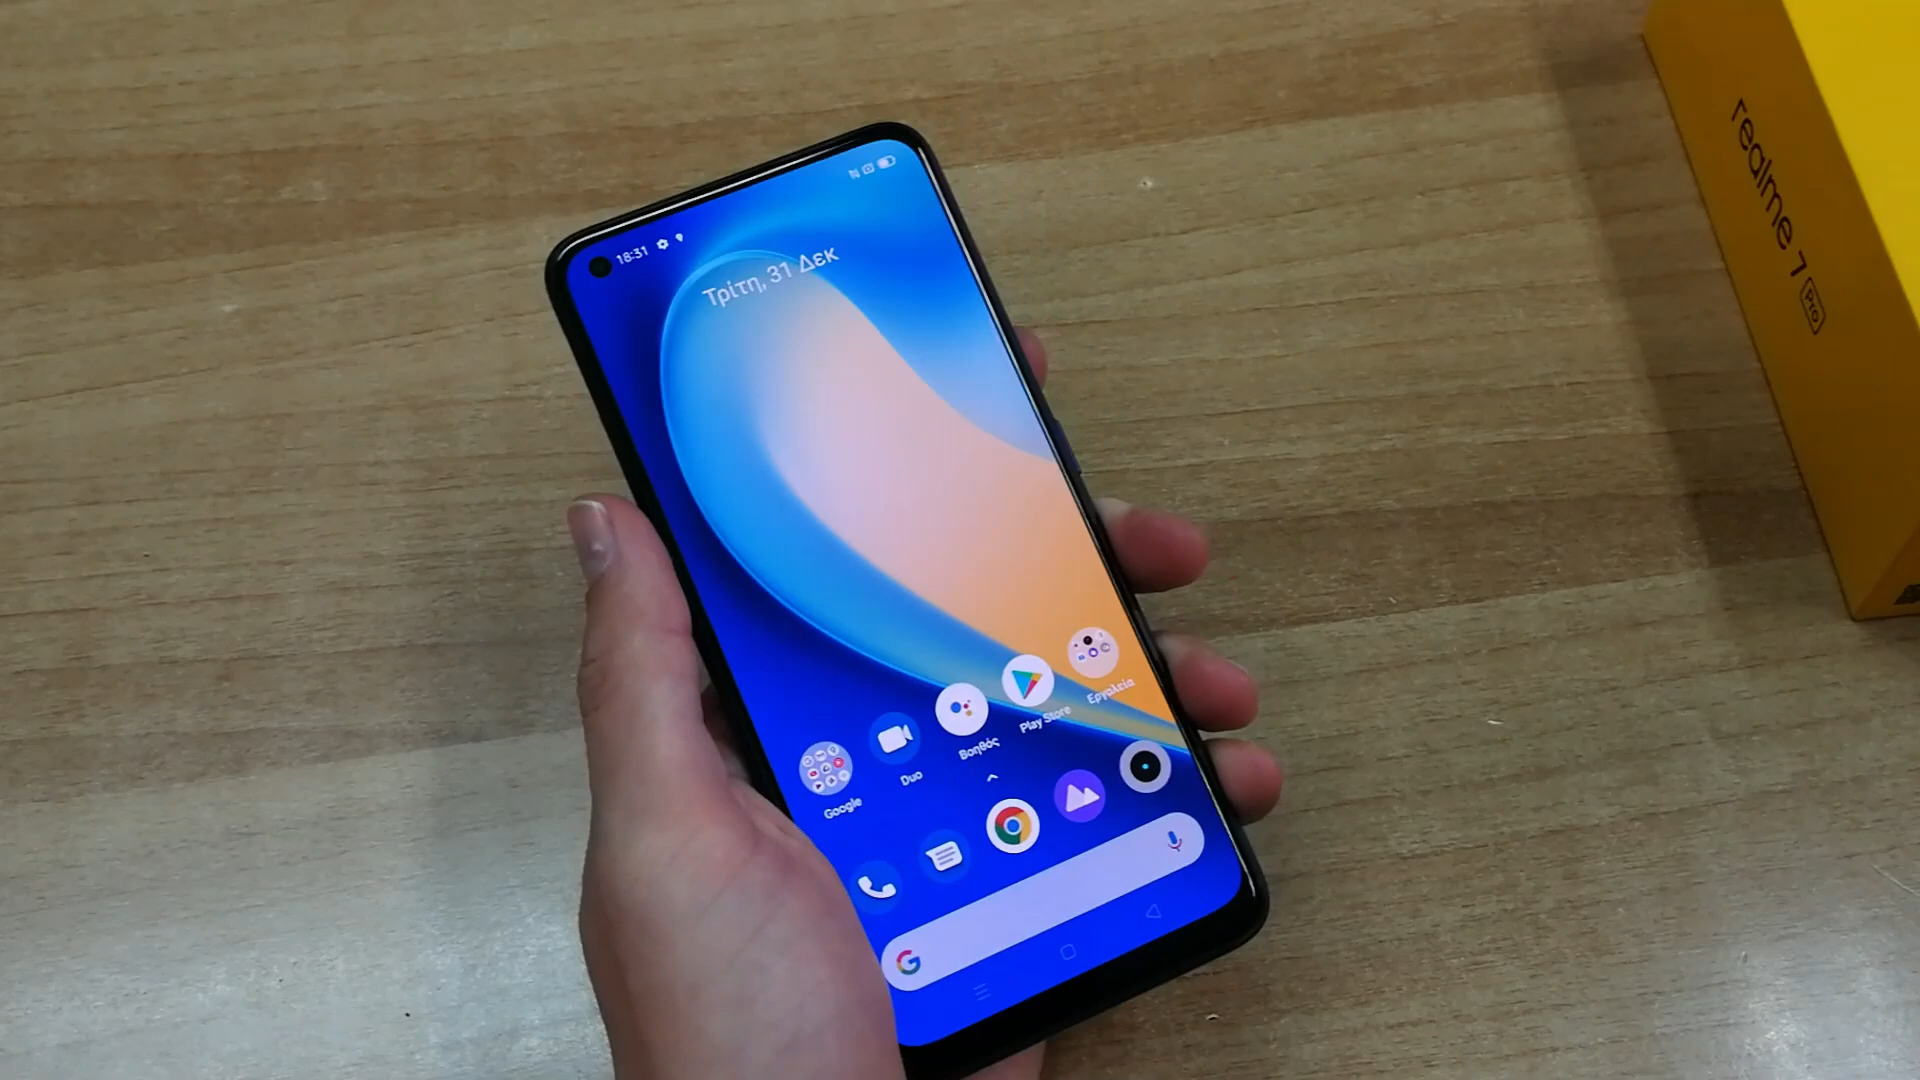 18:31
Τρίτη, 31 Δεκ
Google
Duo
Βοηθός
Play Store
Εργαλεία
realme 7 Pro